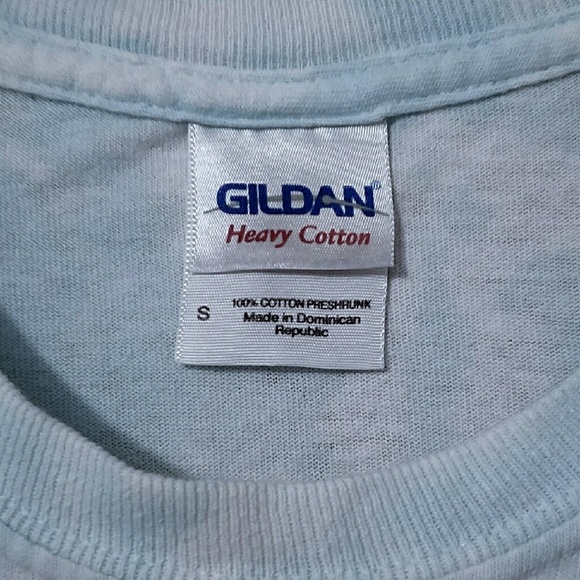 GILDAN®
Heavy Cotton
S
100% COTTON PRESHRUNK
Made in Dominican
Republic